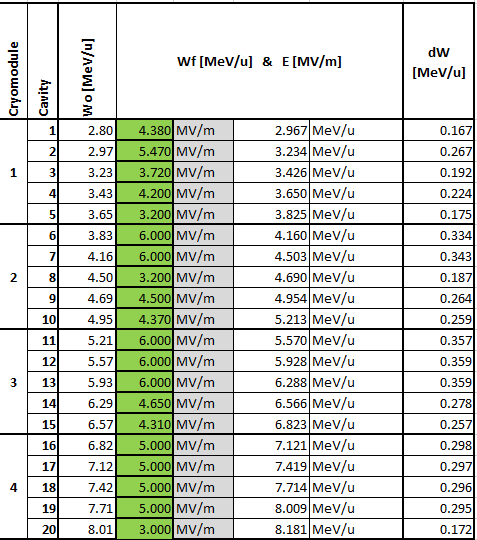 Cryomodule Cavity Wo [MeV/u] Wf [MeV/u] & E [MV/m] dW [MeV/u]
1 1 2.80 4.380 MV/m 2.967 MeV/u 0.167
2 2.97 5.470 MV/m 3.234 MeV/u 0.267
3 3.23 3.720 MV/m 3.426 MeV/u 0.192
4 3.43 4.200 MV/m 3.650 MeV/u 0.224
5 3.65 3.200 MV/m 3.825 MeV/u 0.175
2 6 3.83 6.000 MV/m 4.160 MeV/u 0.334
7 4.16 6.000 MV/m 4.503 MeV/u 0.343
8 4.50 3.200 MV/m 4.690 MeV/u 0.187
9 4.69 4.500 MV/m 4.954 MeV/u 0.264
10 4.95 4.370 MV/m 5.213 MeV/u 0.259
3 11 5.21 6.000 MV/m 5.570 MeV/u 0.357
12 5.57 6.000 MV/m 5.928 MeV/u 0.359
13 5.93 6.000 MV/m 6.288 MeV/u 0.359
14 6.29 4.650 MV/m 6.566 MeV/u 0.278
15 6.57 4.310 MV/m 6.823 MeV/u 0.257
4 16 6.82 5.000 MV/m 7.121 MeV/u 0.298
17 7.12 5.000 MV/m 7.419 MeV/u 0.297
18 7.42 5.000 MV/m 7.714 MeV/u 0.296
19 7.71 5.000 MV/m 8.009 MeV/u 0.295
20 8.01 3.000 MV/m 8.181 MeV/u 0.172